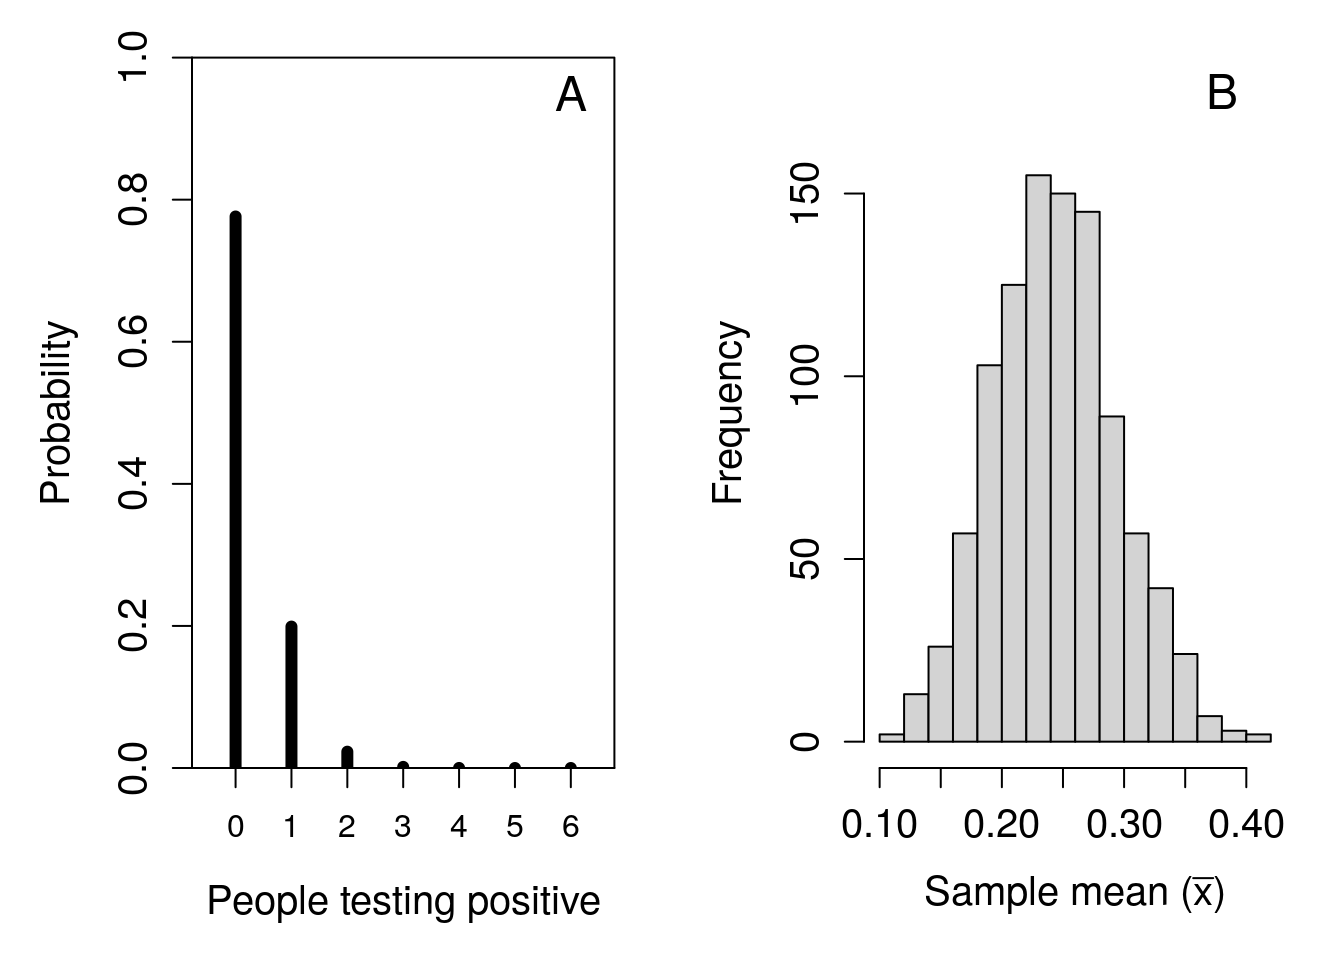 A
1.0
0.8
0.6
0.4
0.2
0.0
Probability
0 1 2 3 4 5 6
People testing positive
B
150
100
50
0
Frequency
0.10 0.20 0.30 0.40
Sample mean (x̅)